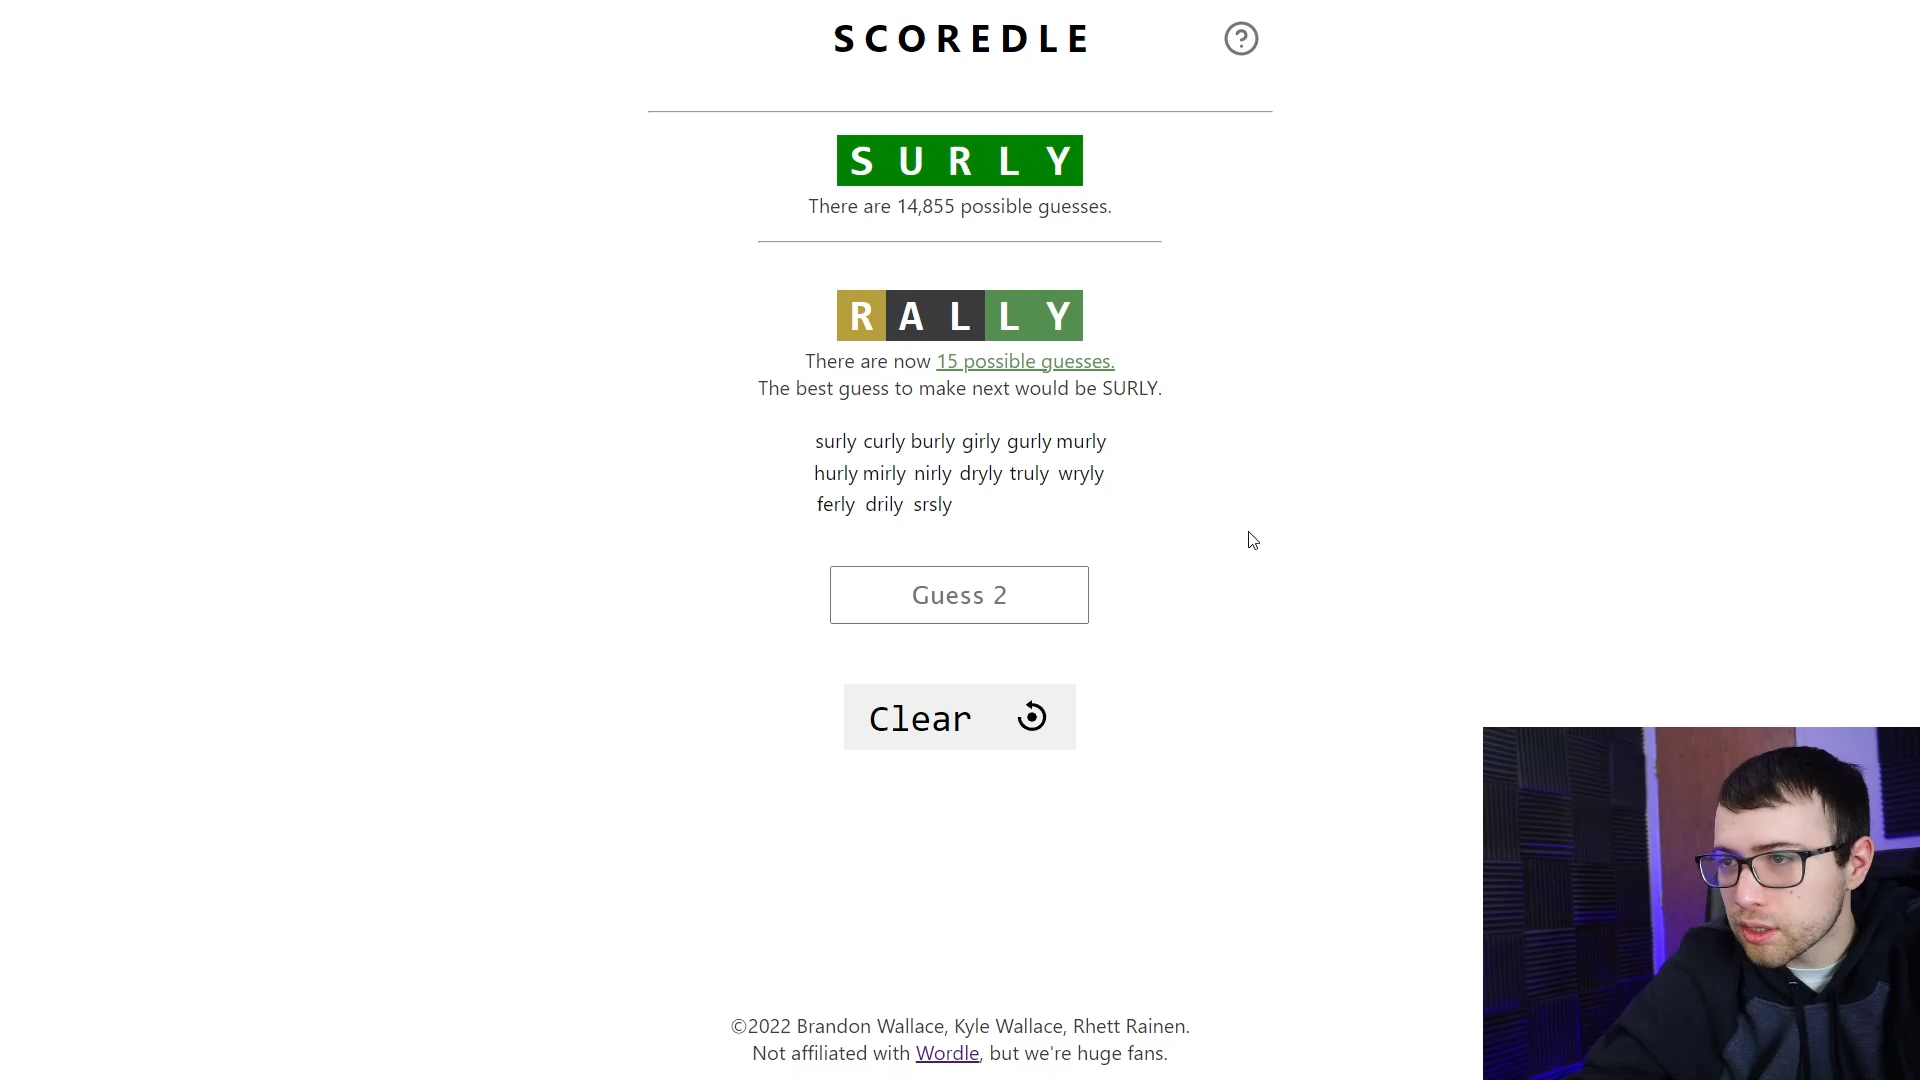 SCOREDLE
SURLY
There are 14,855 possible guesses.
RALLY
There are now 15 possible guesses.
The best guess to make next would be SURLY.
surly curly burly girly gurly murly
hurly mirly nirly dryly truly wryly
ferly drily srsly
Guess 2
Clear
©2022 Brandon Wallace, Kyle Wallace, Rhett Rainen.
Not affiliated with Wordle, but we're huge fans.